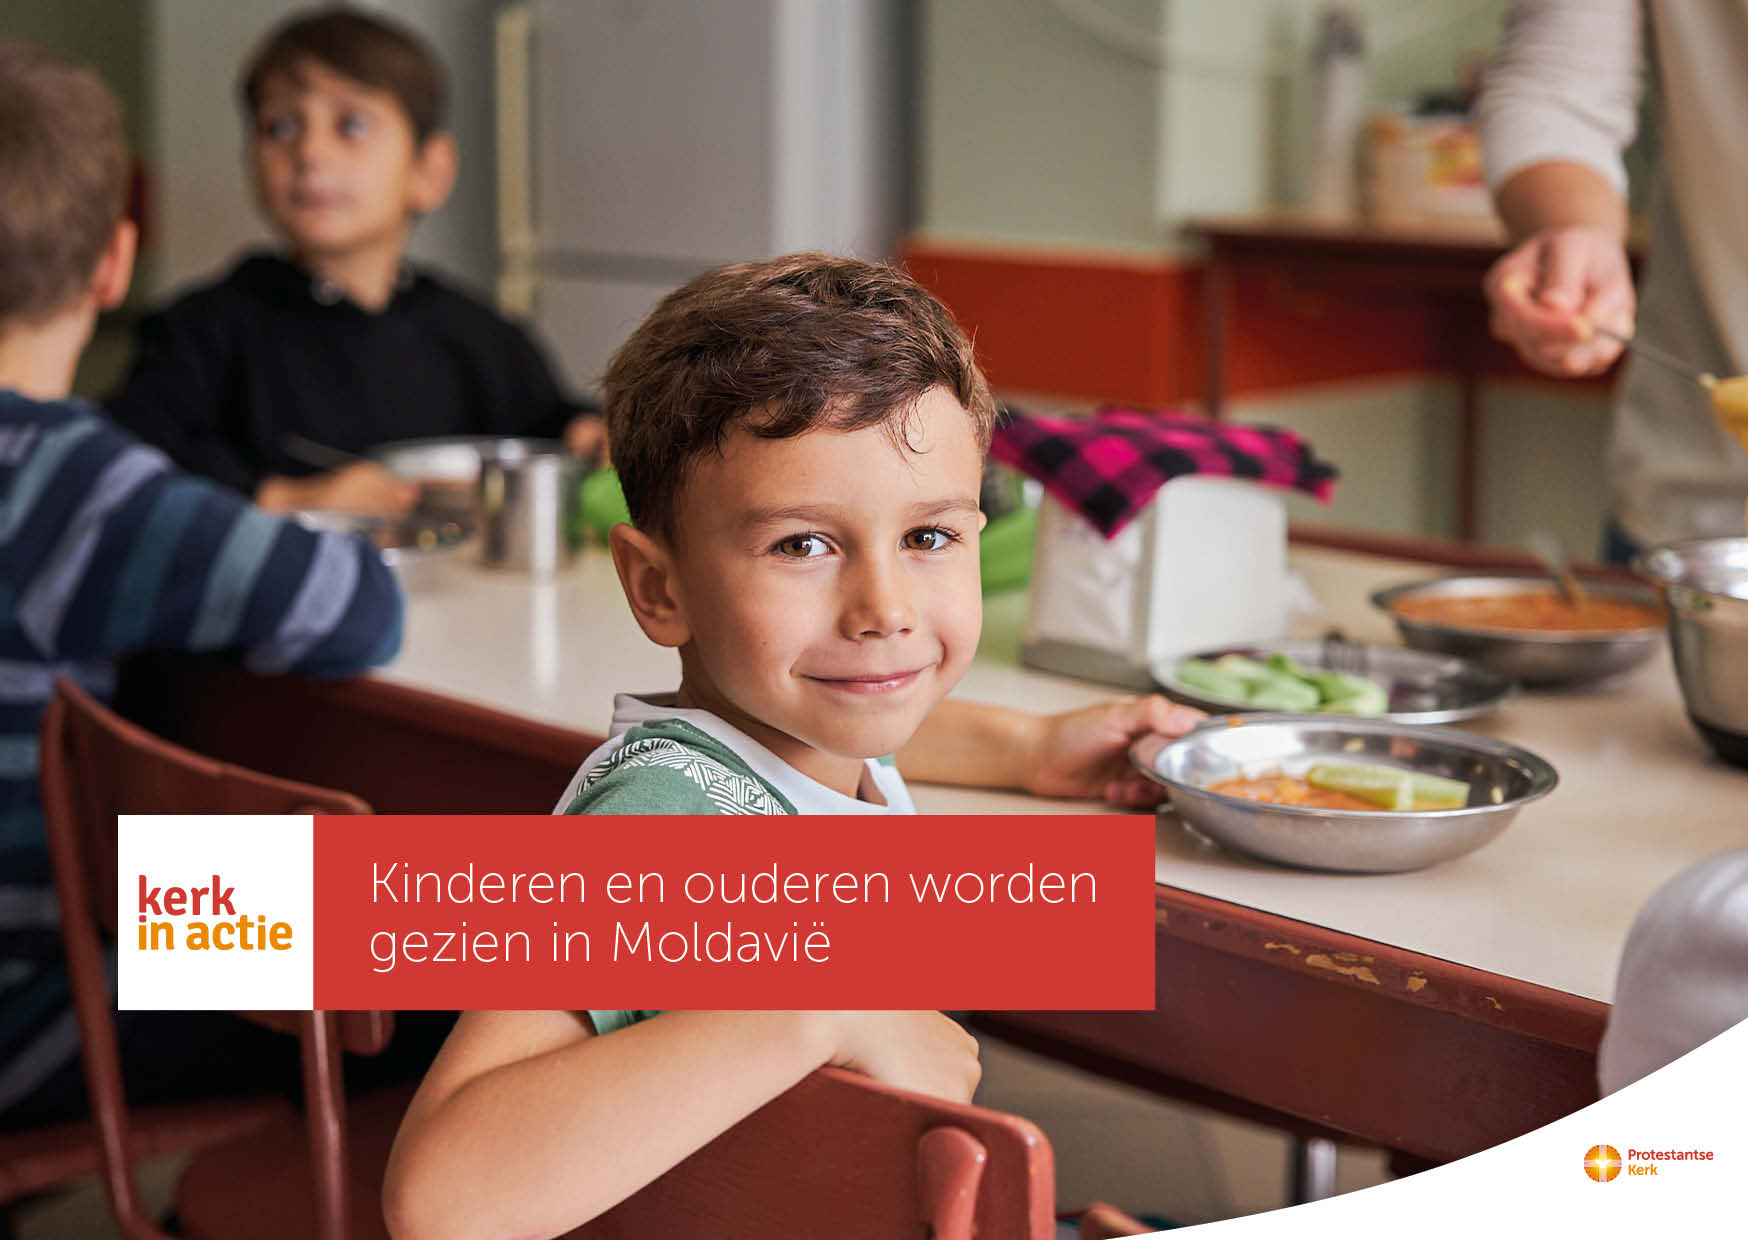 kerk
in actie
Kinderen en ouderen worden
gezien in Moldavië
Protestantse
Kerk